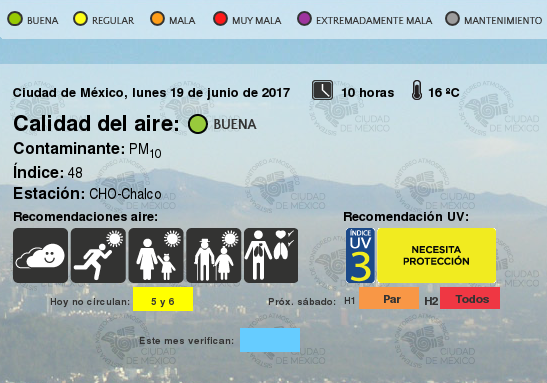 BUENA REGULAR MALA MUY MALA EXTREMADAMENTE MALA MANTENIMIENTO
Ciudad de México, lunes 19 de junio de 2017 10 horas 16 ºC
Calidad del aire: BUENA
Contaminante: PM10
Índice: 48
Estación: CHO-Chalco
Recomendaciones aire: Recomendación UV:
ÍNDICE UV 3 NECESITA PROTECCIÓN
Hoy no circulan: 5 y 6 Próx. sábado: H1 Par H2 Todos
Este mes verifican: